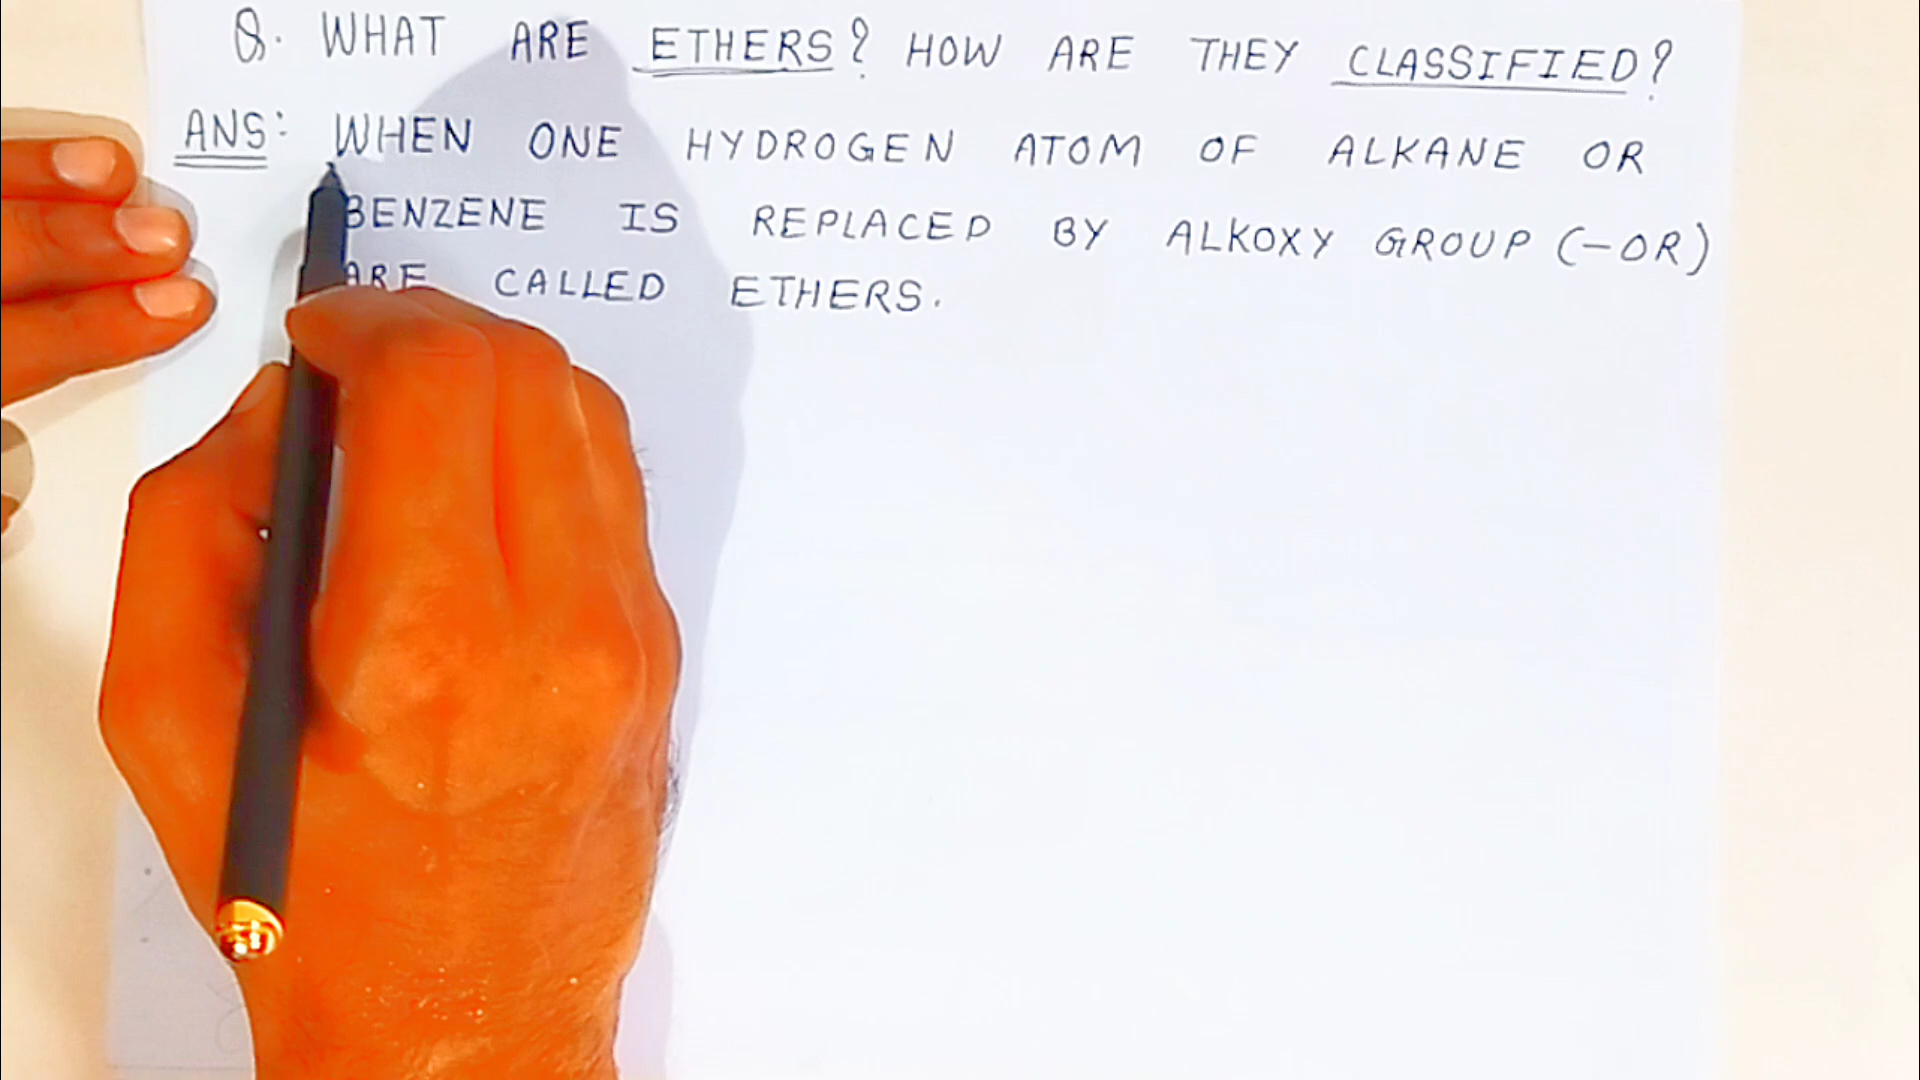 Q. WHAT ARE ETHERS? HOW ARE THEY CLASSIFIED?
ANS: WHEN ONE HYDROGEN ATOM OF ALKANE OR
BENZENE IS REPLACED BY ALKOXY GROUP (-OR)
ARE CALLED ETHERS.